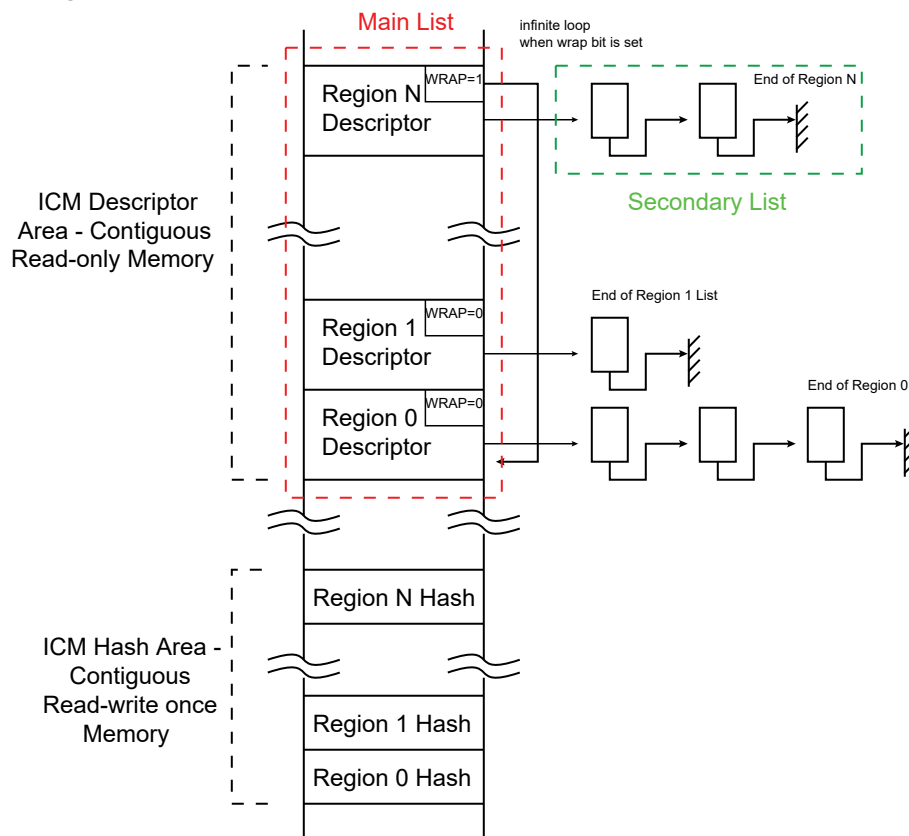 Main List
infinite loop
when wrap bit is set
Region N
Descriptor
WRAP=1
End of Region N
Secondary List
ICM Descriptor
Area - Contiguous
Read-only Memory
Region 1
Descriptor
WRAP=0
End of Region 1 List
Region 0
Descriptor
WRAP=0
End of Region 0
ICM Hash Area -
Contiguous
Read-write once
Memory
Region N Hash
Region 1 Hash
Region 0 Hash